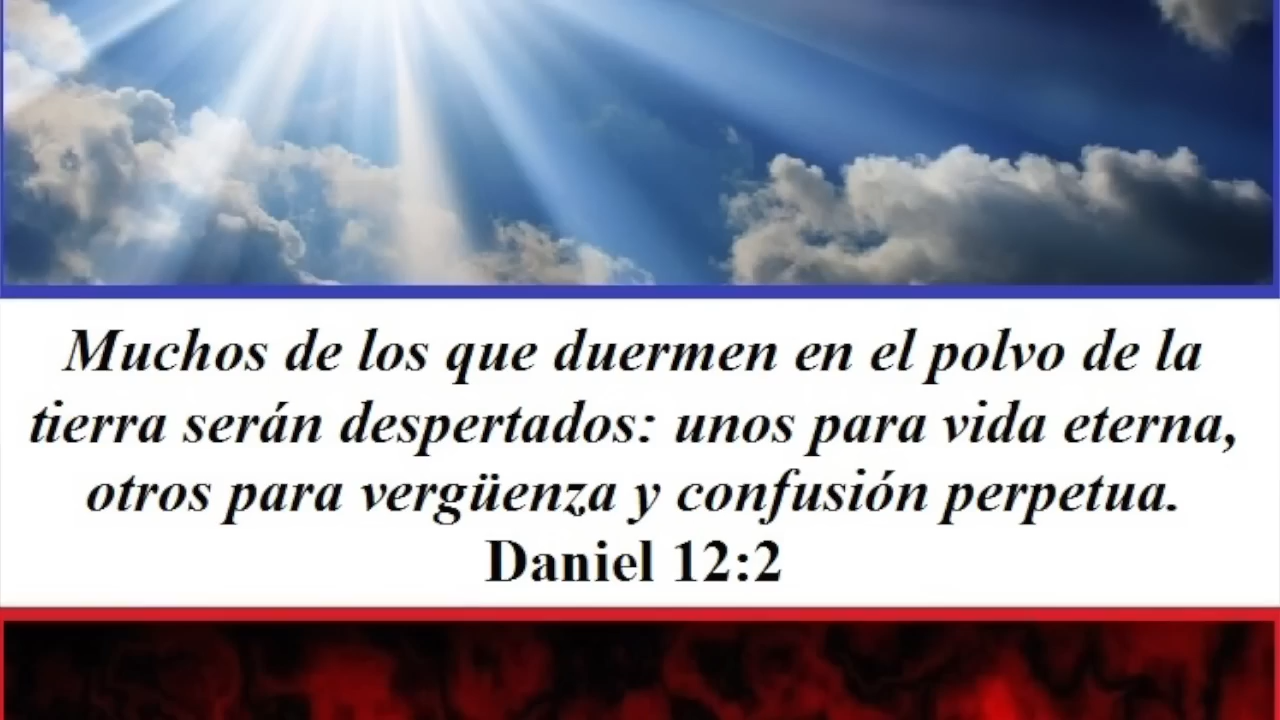 Muchos de los que duermen en el polvo de la
tierra serán despertados: unos para vida eterna,
otros para vergüenza y confusión perpetua.
Daniel 12:2